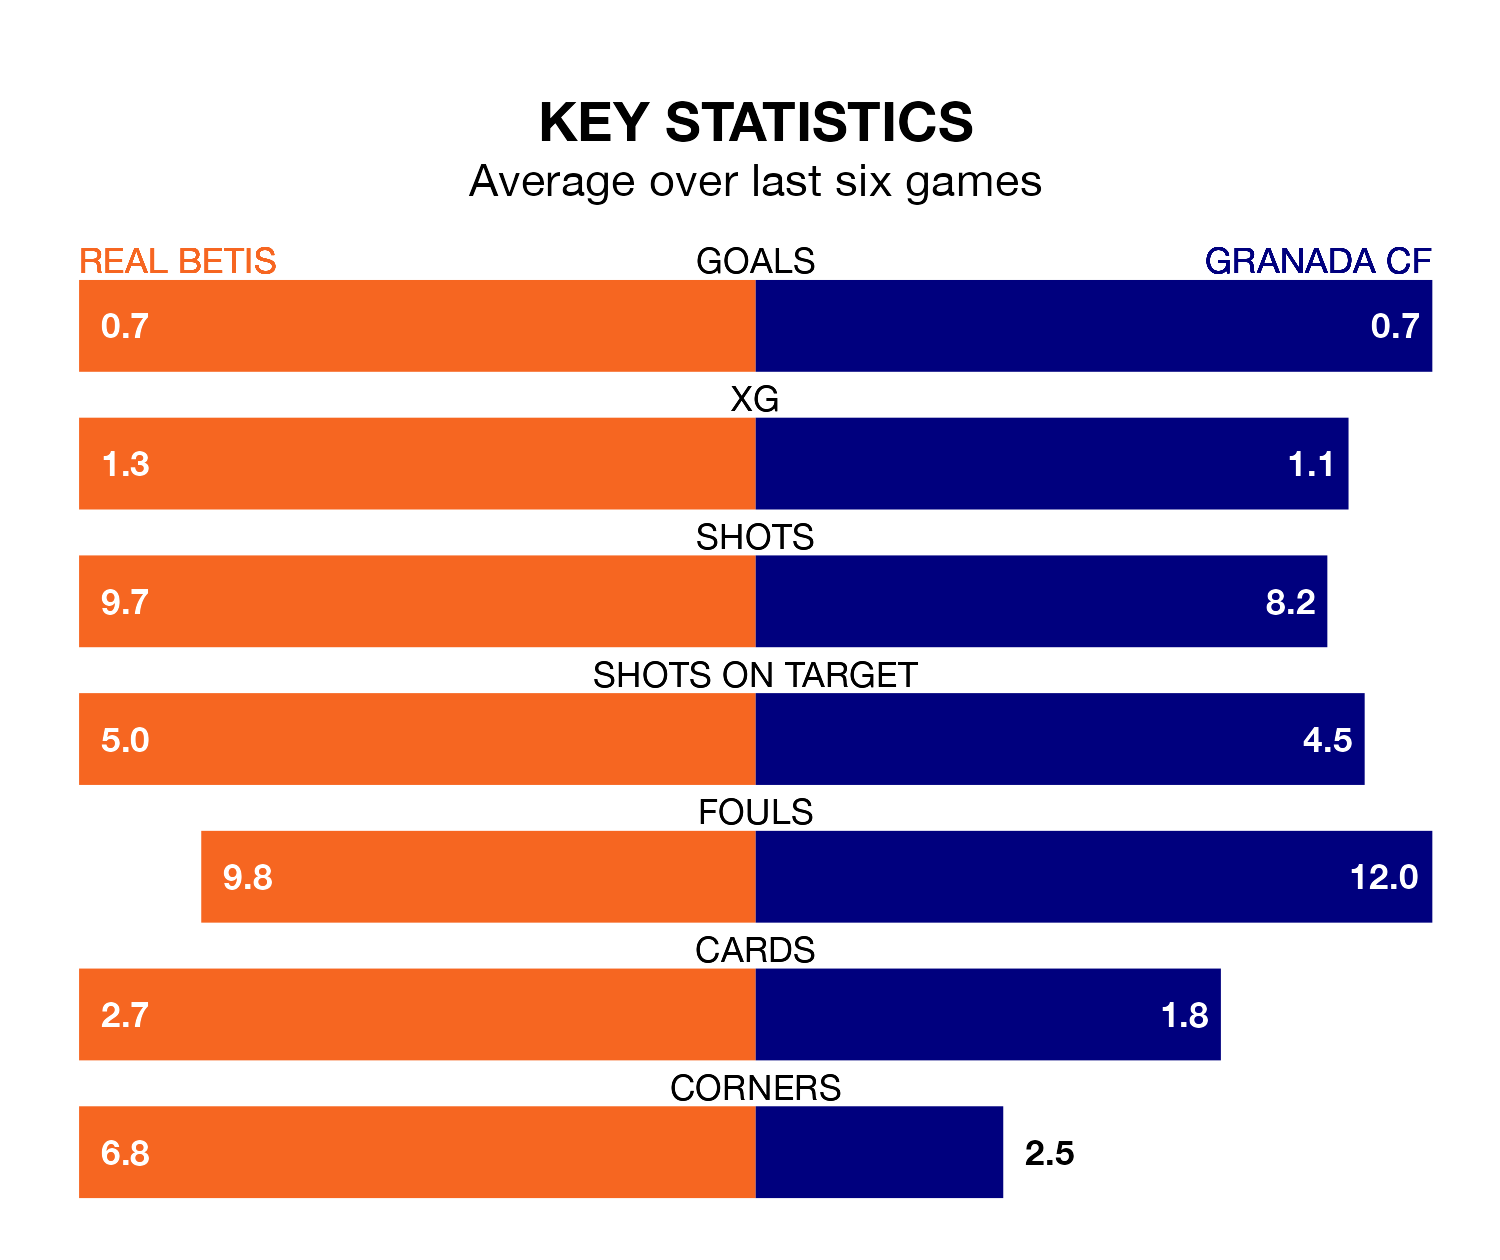 KEY STATISTICS
Average over last six games
REAL BETIS GOALS GRANADA CF
0.7 0.7
XG
1.3 1.1
SHOTS
9.7 8.2
SHOTS ON TARGET
5.0 4.5
FOULS
9.8 12.0
CARDS
2.7 1.8
CORNERS
6.8 2.5